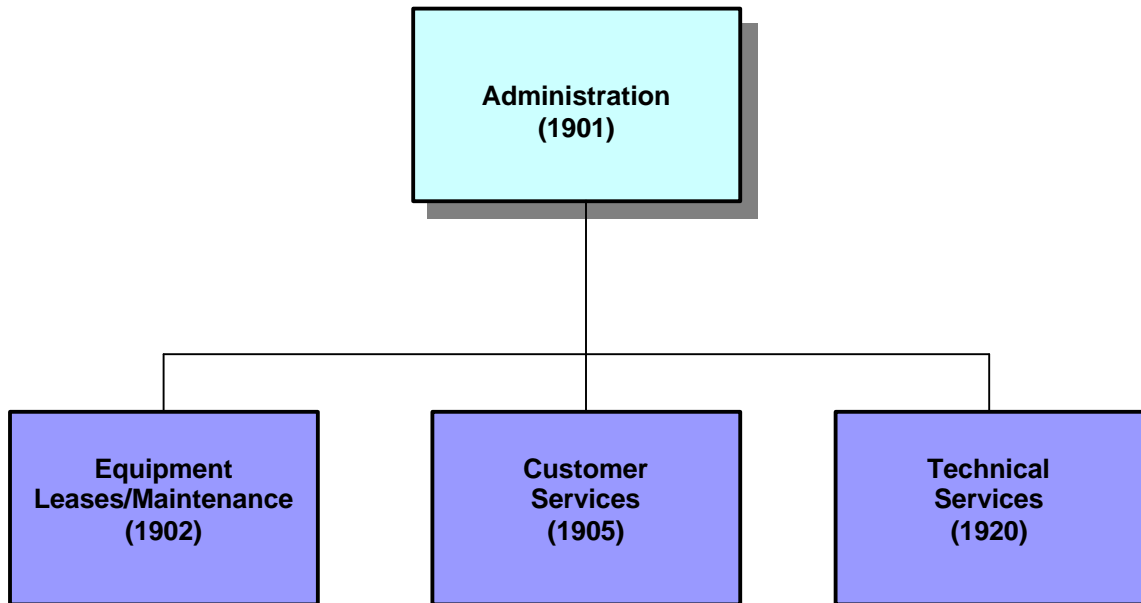 Administration
(1901)
Equipment
Leases/Maintenance
(1902)
Customer
Services
(1905)
Technical
Services
(1920)